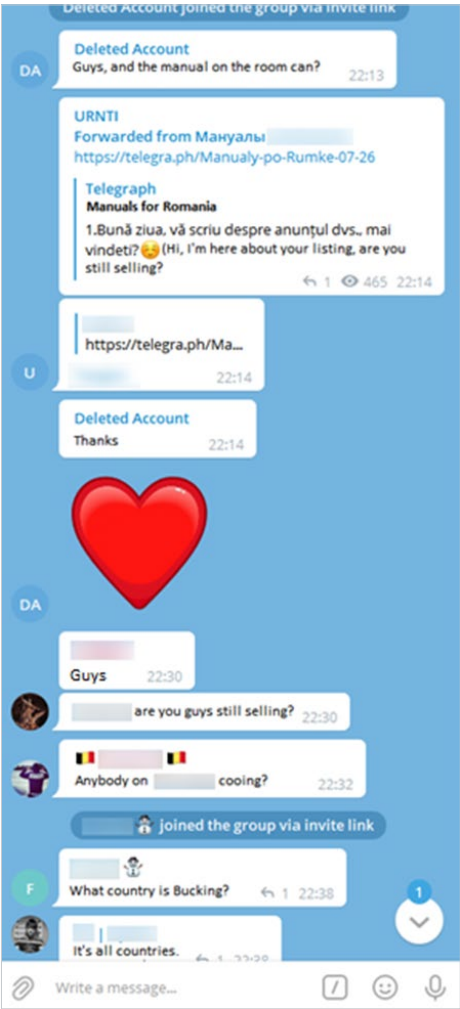 Deleted Account joined the group via invite link
Deleted Account
DA
Guys, and the manual on the room can?
22:13
URNTI
Forwarded from Мануалы
https://telegra.ph/Manualy-po-Rumke-07-26
Telegraph
Manuals for Romania
1.Bună ziua, vă scriu despre anunțul dvs., mai
vindeti?☺️(Hi, I'm here about your listing, are you
still selling?
1 465 22:14
https://telegra.ph/Ma...
U
22:14
Deleted Account
Thanks
22:14
DA
Guys
22:30
are you guys still selling? 22:30
Anybody on cooing?
22:32
joined the group via invite link
F
What country is Bucking?
1 22:38
1
It's all countries.
1 22:38
Write a message...